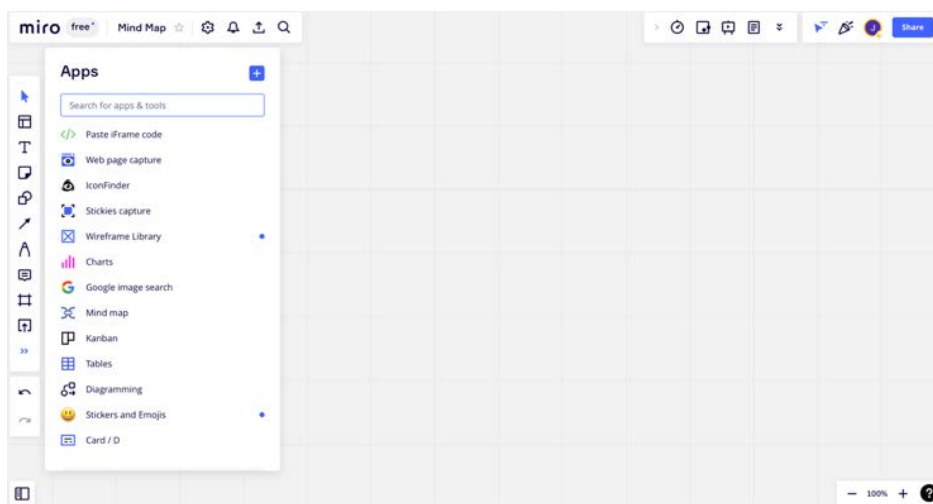 miro free Mind Map Share
Apps
Search for apps & tools
</> Paste iFrame code
Web page capture
IconFinder
Stickies capture
Wireframe Library
Charts
Google image search
Mind map
Kanban
Tables
Diagramming
Stickers and Emojis
Card / D
− 100% + ?